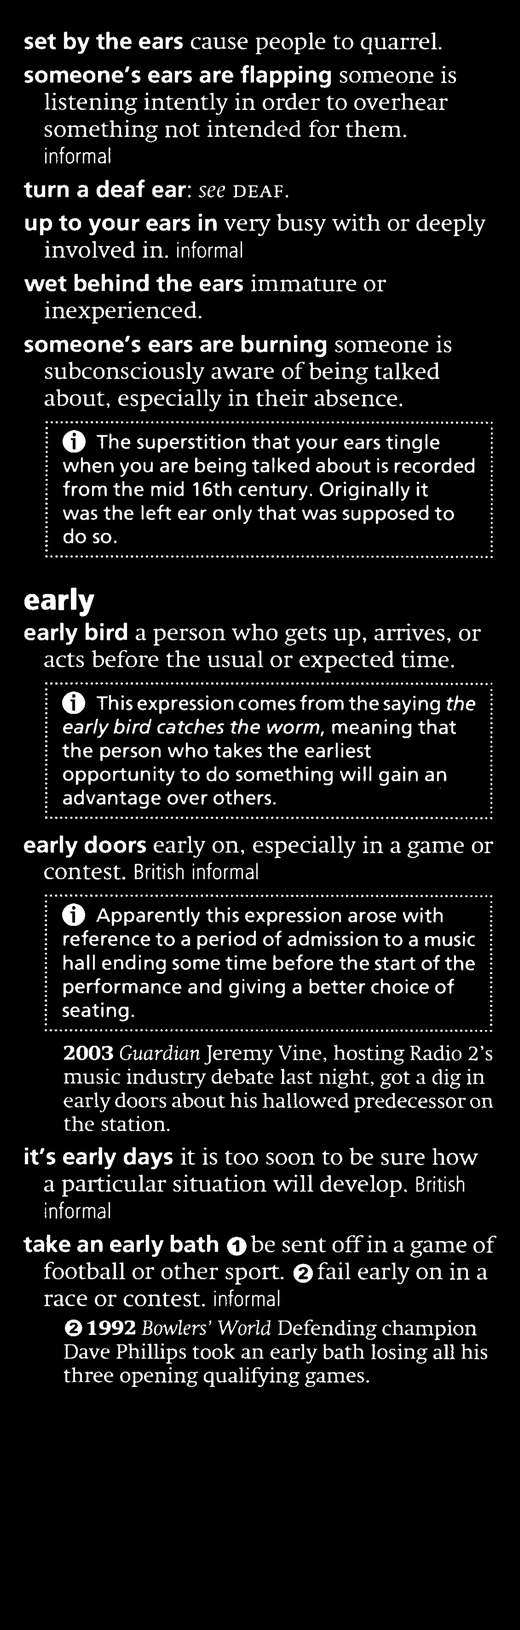 set by the ears cause people to quarrel.
someone's ears are flapping someone is
listening intently in order to overhear
something not intended for them.
informal
turn a deaf ear: see DEAF.
up to your ears in very busy with or deeply
involved in. informal
wet behind the ears immature or
inexperienced.
someone's ears are burning someone is
subconsciously aware of being talked
about, especially in their absence.
i The superstition that your ears tingle
when you are being talked about is recorded
from the mid 16th century. Originally it
was the left ear only that was supposed to
do so.
early
early bird a person who gets up, arrives, or
acts before the usual or expected time.
i This expression comes from the saying the
early bird catches the worm, meaning that
the person who takes the earliest
opportunity to do something will gain an
advantage over others.
early doors early on, especially in a game or
contest. British informal
i Apparently this expression arose with
reference to a period of admission to a music
hall ending some time before the start of the
performance and giving a better choice of
seating.
2003 Guardian Jeremy Vine, hosting Radio 2's
music industry debate last night, got a dig in
early doors about his hallowed predecessor on
the station.
it's early days it is too soon to be sure how
a particular situation will develop. British
informal
take an early bath ❶ be sent off in a game of
football or other sport. ❷ fail early on in a
race or contest. informal
❷ 1992 Bowlers' World Defending champion
Dave Phillips took an early bath losing all his
three opening qualifying games.